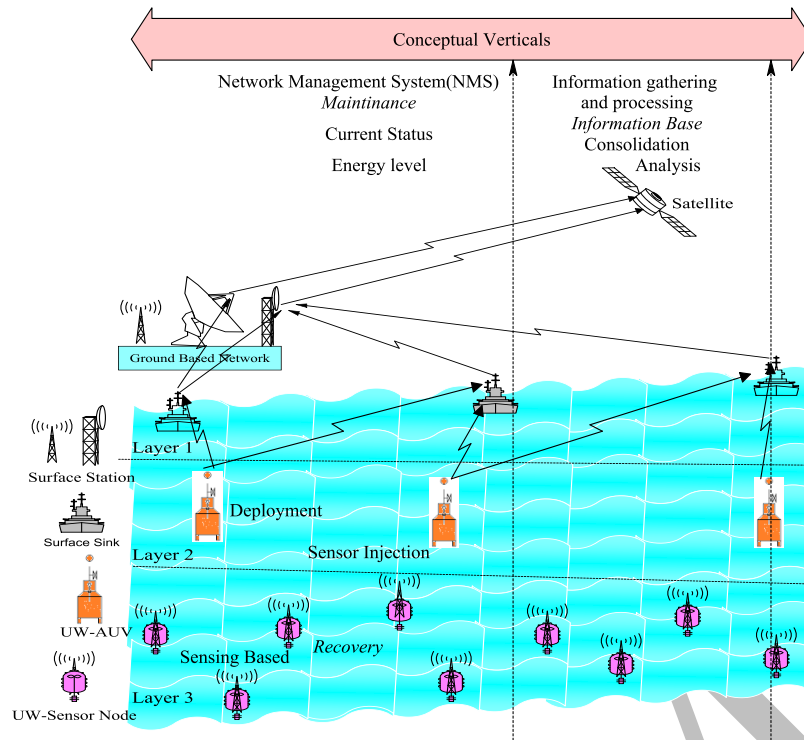 Conceptual Verticals
Network Management System(NMS)
Maintinance
Current Status
Energy level
Information gathering
and processing
Information Base
Consolidation
Analysis
Satellite
Ground Based Network
Layer 1
Surface Station
Deployment
Surface Sink
Layer 2
Sensor Injection
UW-AUV
Sensing Based
Recovery
Layer 3
UW-Sensor Node